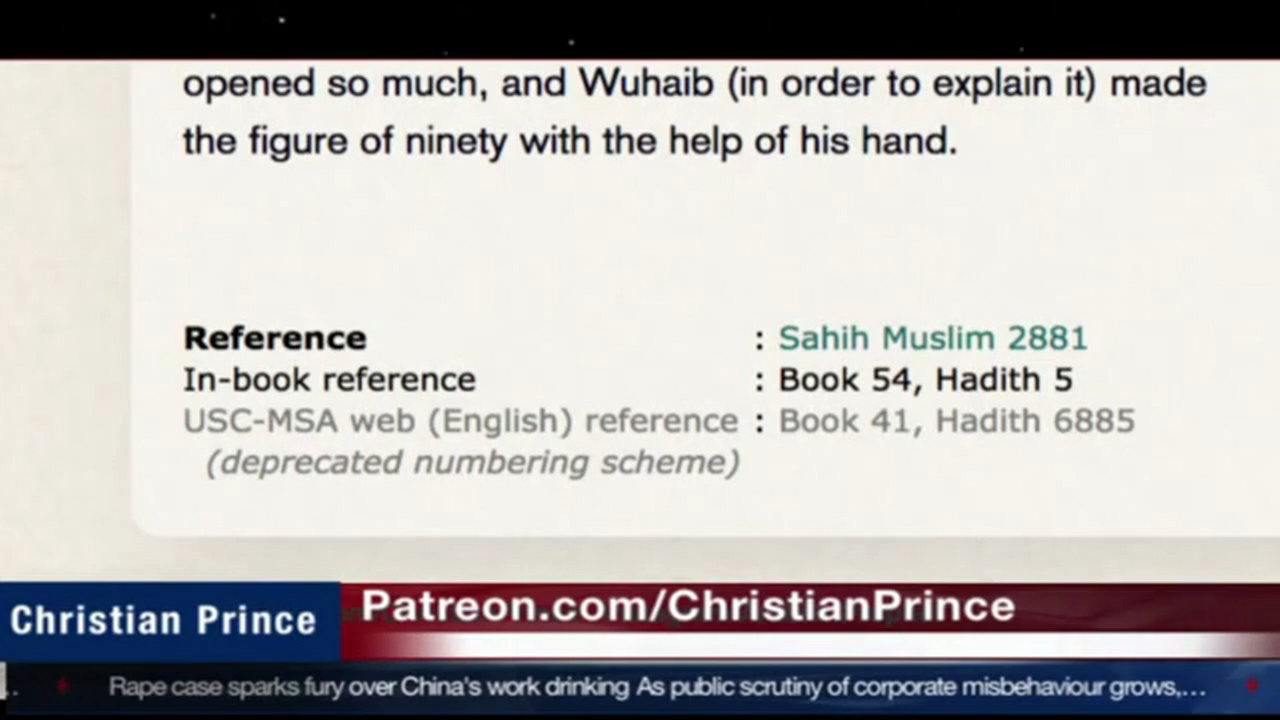 opened so much, and Wuhaib (in order to explain it) made
the figure of ninety with the help of his hand.
Reference : Sahih Muslim 2881
In-book reference : Book 54, Hadith 5
USC-MSA web (English) reference : Book 41, Hadith 6885
(deprecated numbering scheme)
Christian Prince
Patreon.com/ChristianPrince
.. Rape case sparks fury over China's work drinking As public scrutiny of corporate misbehaviour grows,...